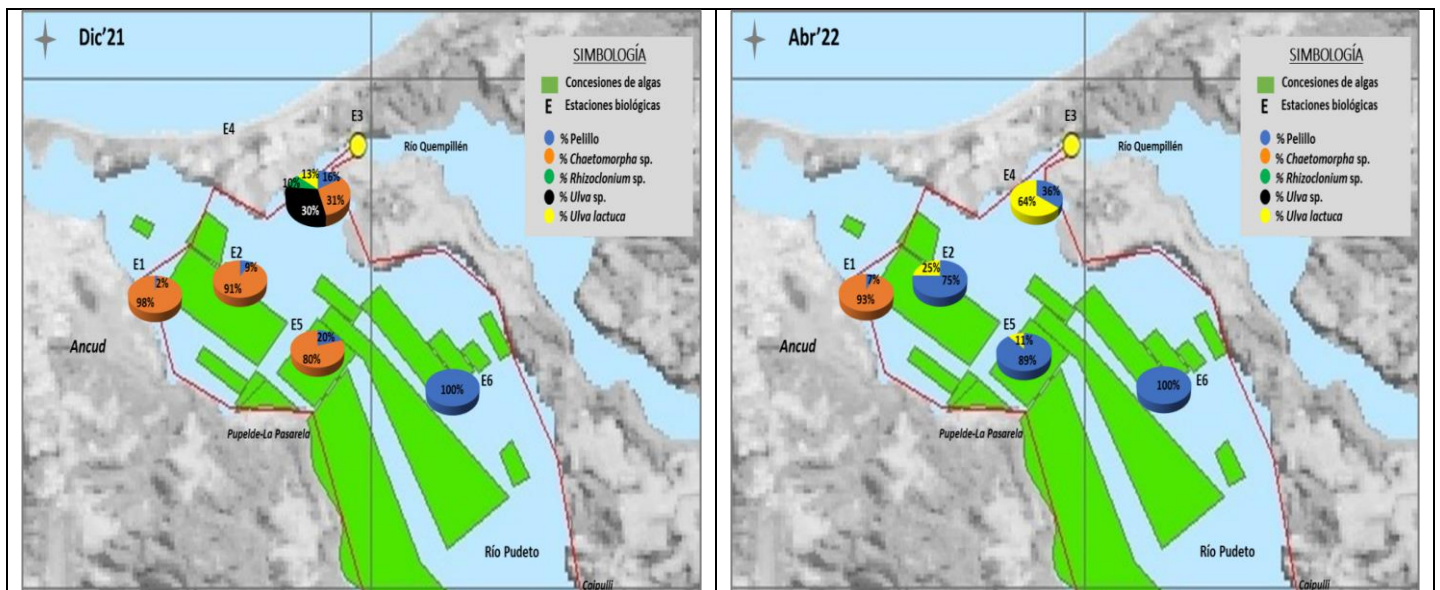 Dic'21
SIMBOLOGÍA
Concesiones de algas
E Estaciones biológicas
% Pelillo
% Chaetomorpha sp.
% Rhizoclonium sp.
% Ulva sp.
% Ulva lactuca
E3
E4
Río Quempillén
13%
16%
10%
31%
30%
E1
2%
98%
E2
9%
91%
E5
20%
80%
100%
E6
Ancud
Pupelde-La Pasarela
Río Pudeto
Caipulli
Abr'22
SIMBOLOGÍA
Concesiones de algas
E Estaciones biológicas
% Pelillo
% Chaetomorpha sp.
% Rhizoclonium sp.
% Ulva sp.
% Ulva lactuca
E3
Río Quempillén
E4
36%
64%
E1
7%
93%
E2
25%
75%
E5
11%
89%
100%
E6
Ancud
Pupelde-La Pasarela
Río Pudeto
Caipulli